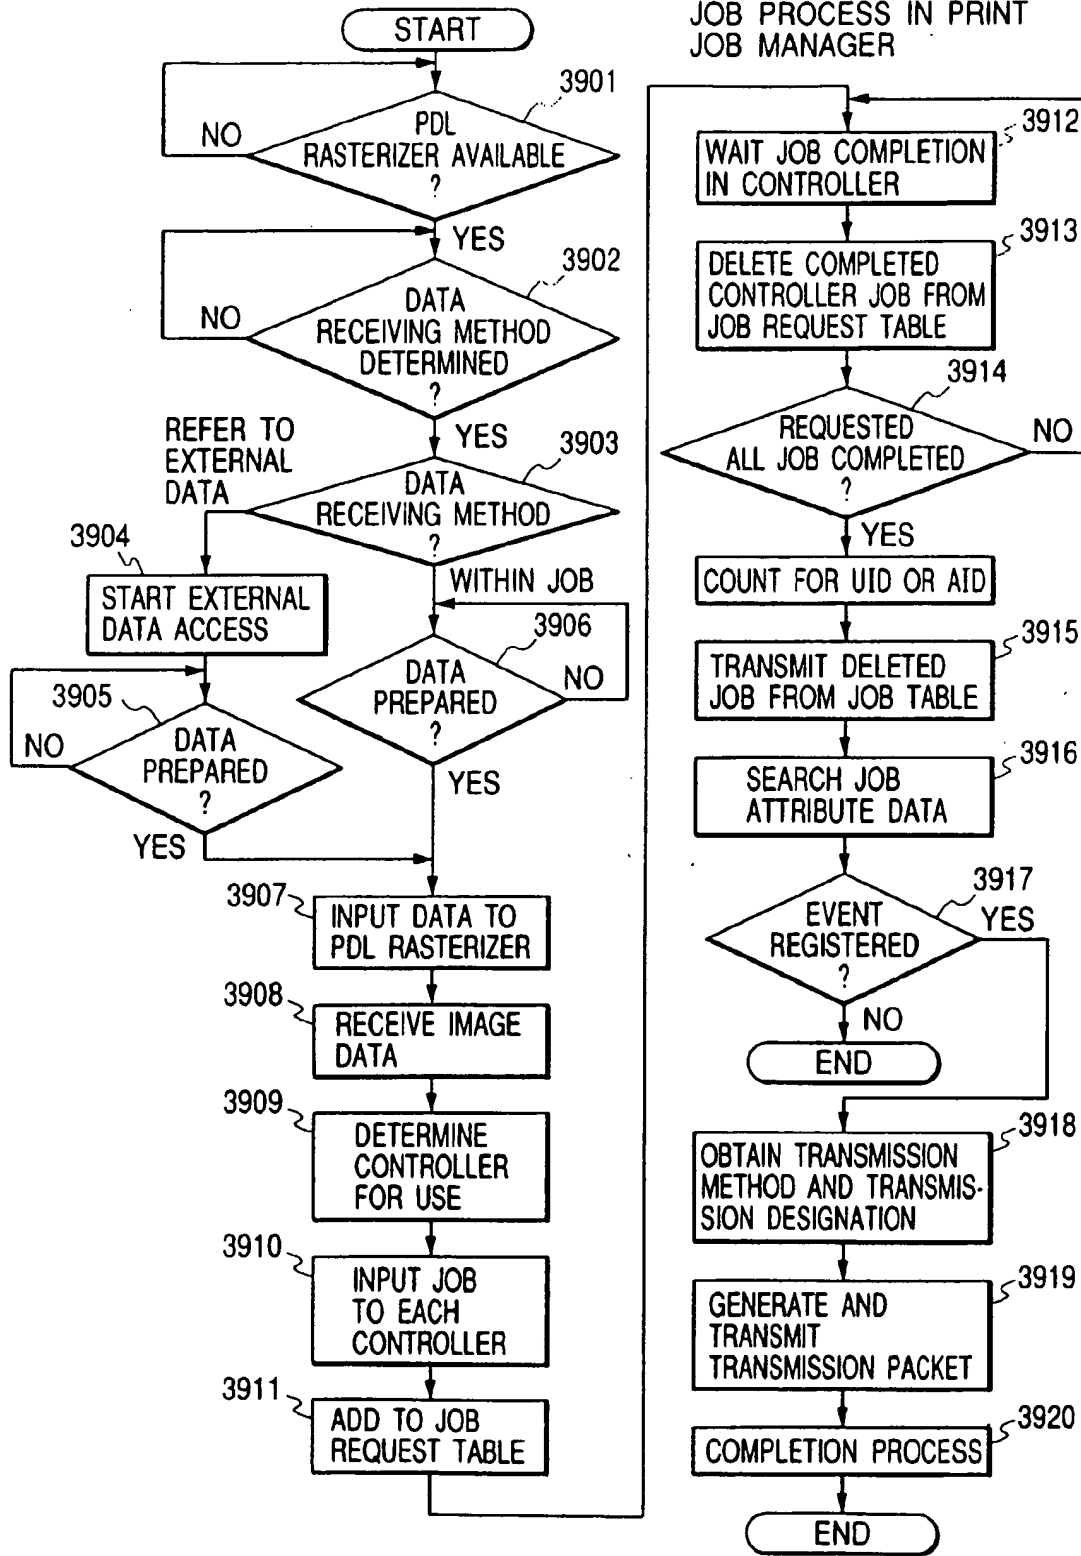 JOB PROCESS IN PRINT
JOB MANAGER
START
3901
PDL
RASTERIZER AVAILABLE
?
NO
YES
3902
DATA
RECEIVING METHOD
DETERMINED
?
NO
YES
3903
DATA
RECEIVING METHOD
?
REFER TO
EXTERNAL
DATA
WITHIN JOB
3904
START EXTERNAL
DATA ACCESS
3905
DATA
PREPARED
?
NO
YES
3906
DATA
PREPARED
?
NO
YES
3907
INPUT DATA TO
PDL RASTERIZER
3908
RECEIVE IMAGE
DATA
3909
DETERMINE
CONTROLLER
FOR USE
3910
INPUT JOB
TO EACH
CONTROLLER
3911
ADD TO JOB
REQUEST TABLE
3912
WAIT JOB COMPLETION
IN CONTROLLER
3913
DELETE COMPLETED
CONTROLLER JOB FROM
JOB REQUEST TABLE
3914
REQUESTED
ALL JOB COMPLETED
?
NO
YES
COUNT FOR UID OR AID
3915
TRANSMIT DELETED
JOB FROM JOB TABLE
3916
SEARCH JOB
ATTRIBUTE DATA
3917
EVENT
REGISTERED
?
YES
NO
END
3918
OBTAIN TRANSMISSION
METHOD AND TRANSMIS-
SION DESIGNATION
3919
GENERATE AND
TRANSMIT
TRANSMISSION PACKET
3920
COMPLETION PROCESS
END